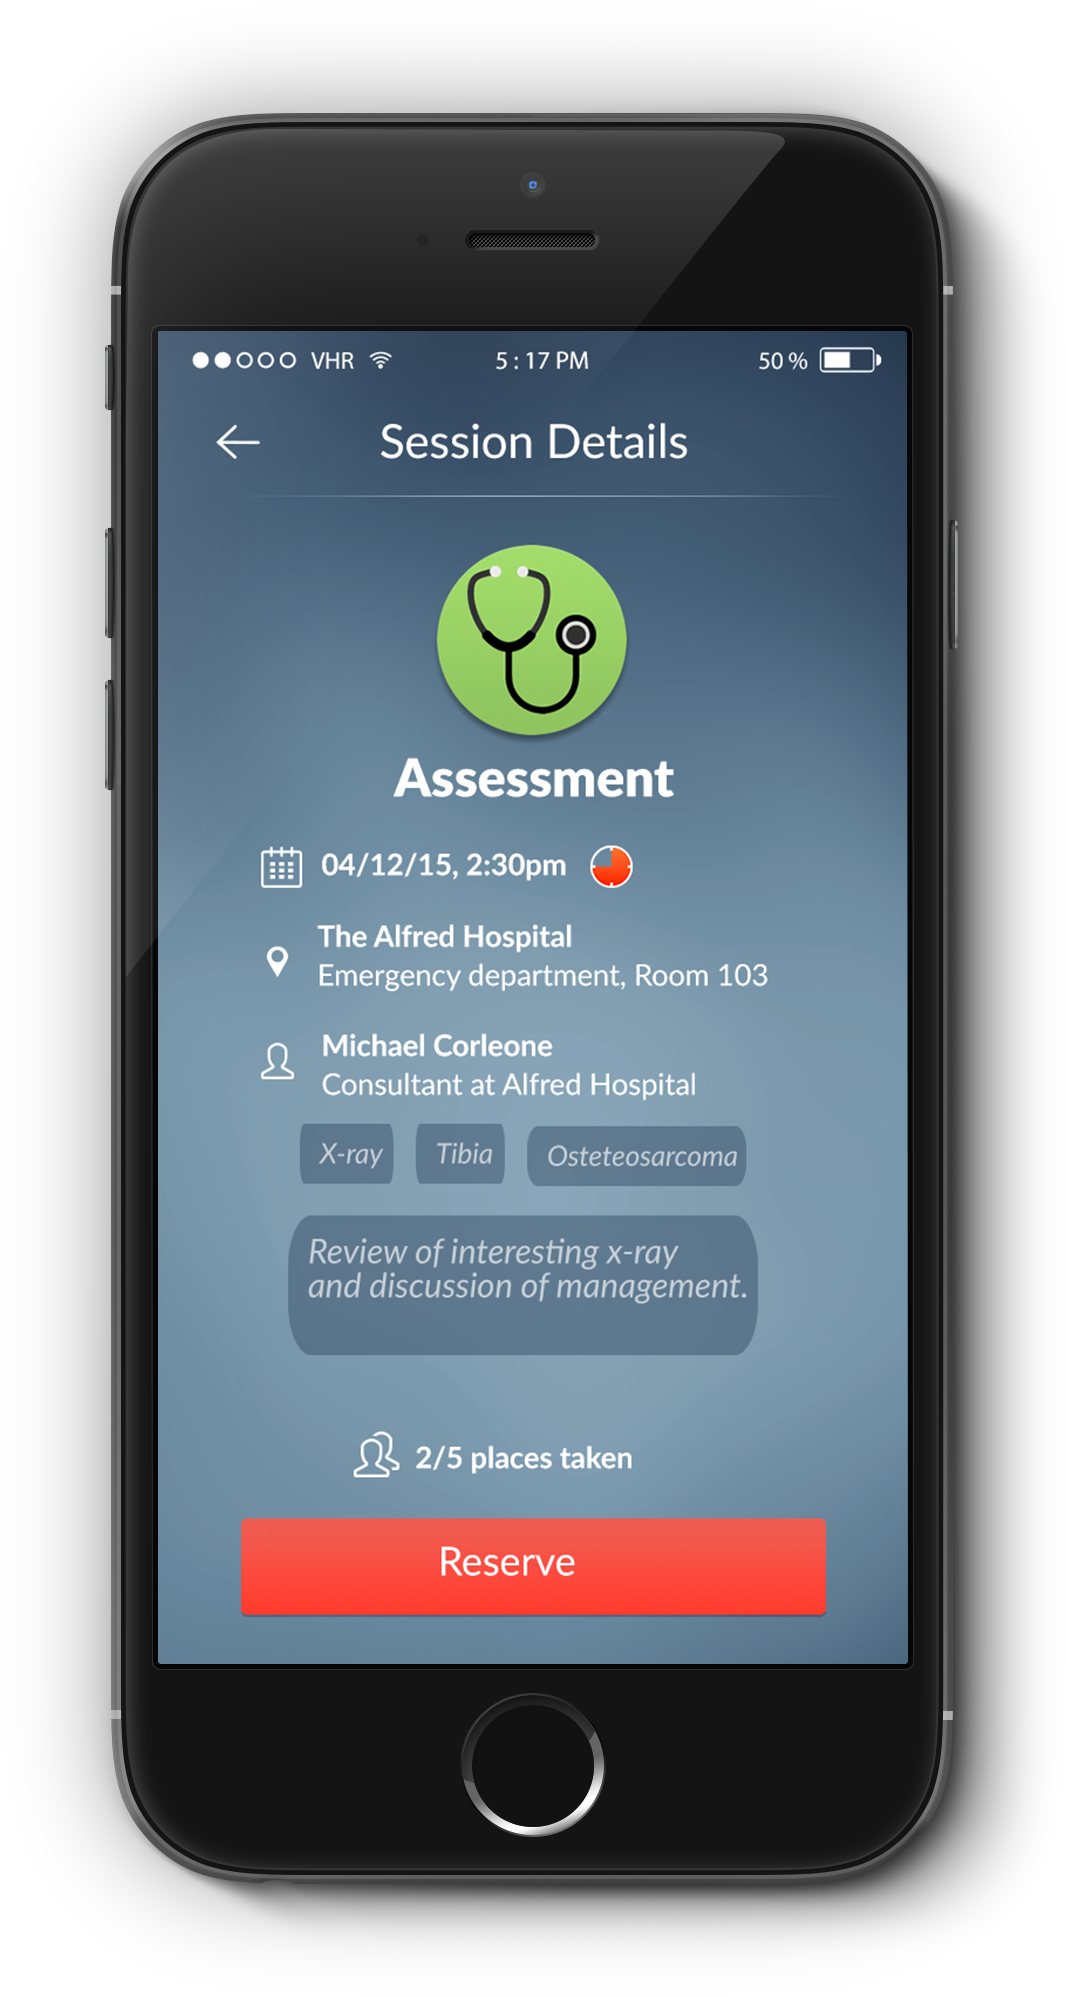 VHR 5 : 17 PM 50 %
Session Details
Assessment
04/12/15, 2:30pm
The Alfred Hospital
Emergency department, Room 103
Michael Corleone
Consultant at Alfred Hospital
X-ray Tibia Osteteosarcoma
Review of interesting x-ray
and discussion of management.
2/5 places taken
Reserve